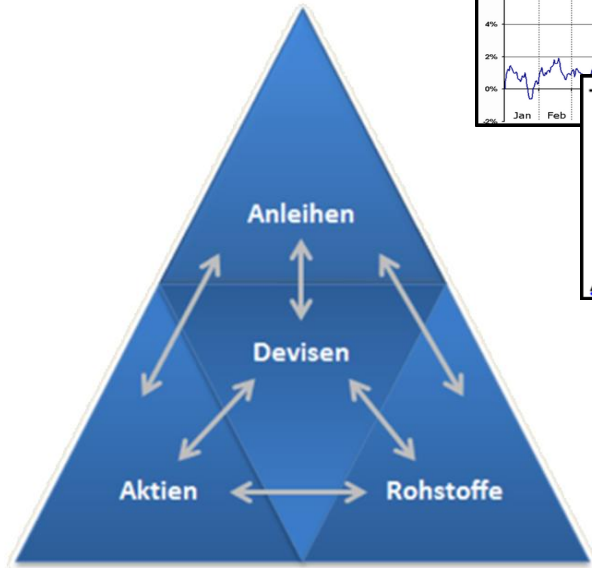 4%
2%
0%
-2%
Jan Feb
Anleihen
Devisen
Aktien
Rohstoffe